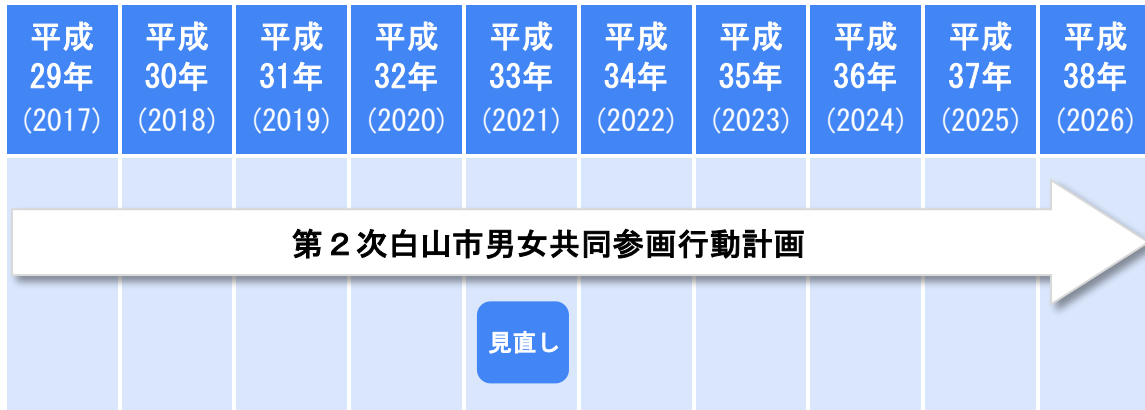 平成
29年
(2017)
平成
30年
(2018)
平成
31年
(2019)
平成
32年
(2020)
平成
33年
(2021)
平成
34年
(2022)
平成
35年
(2023)
平成
36年
(2024)
平成
37年
(2025)
平成
38年
(2026)
第２次白山市男女共同参画行動計画
見直し